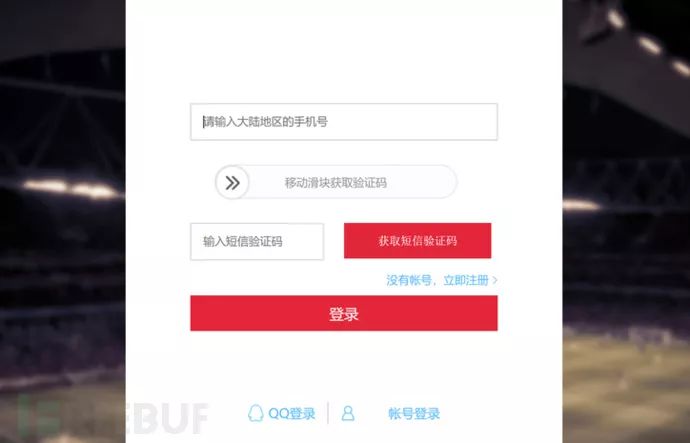 请输入大陆地区的手机号
移动滑块获取验证码
输入短信验证码
获取短信验证码
没有帐号，立即注册
登录
QQ登录
帐号登录
EBUF